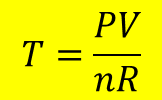 T = PV/nR